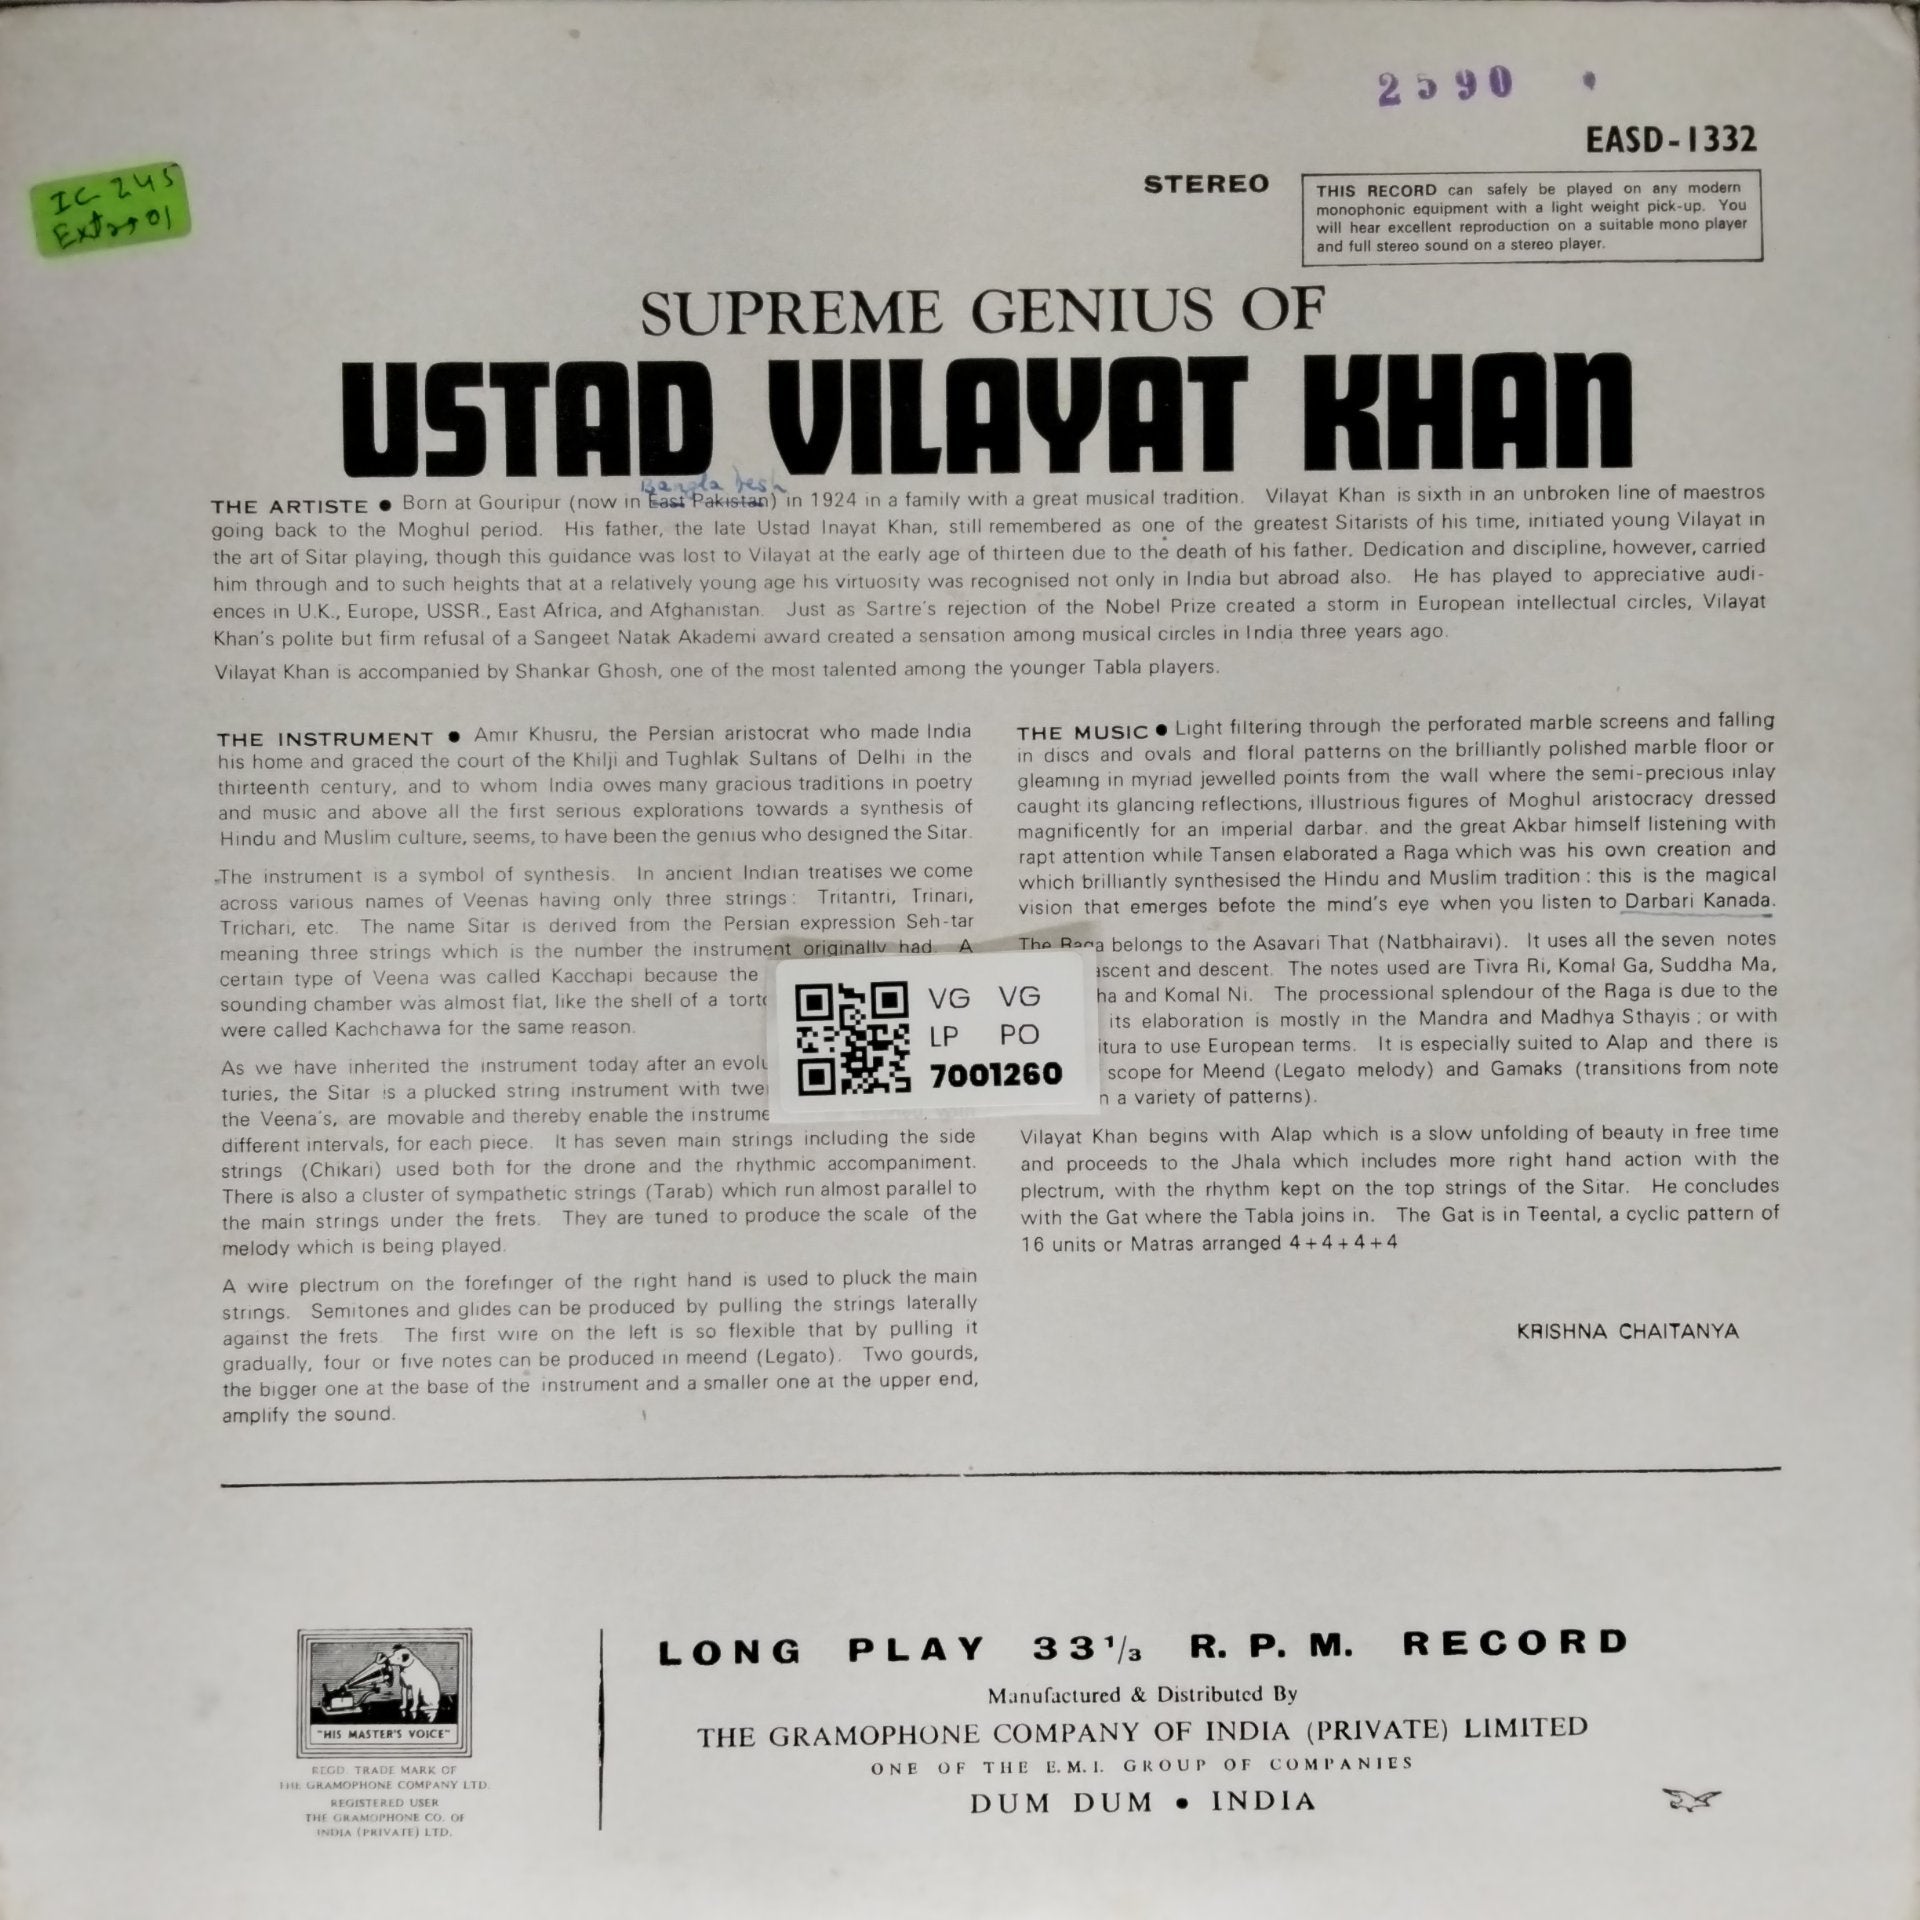 2590
EASD-1332
IC 245
Extra 01
STEREO
THIS RECORD can safely be played on any modern
monophonic equipment with a light weight pick-up. You
will hear excellent reproduction on a suitable mono player
and full stereo sound on a stereo player.
SUPREME GENIUS OF
USTAD VILAYAT KHAN
Bangladesh
THE ARTISTE ● Born at Gouripur (now in East Pakistan) in 1924 in a family with a great musical tradition. Vilayat Khan is sixth in an unbroken line of maestros
going back to the Moghul period. His father, the late Ustad Inayat Khan, still remembered as one of the greatest Sitarists of his time, initiated young Vilayat in
the art of Sitar playing, though this guidance was lost to Vilayat at the early age of thirteen due to the death of his father. Dedication and discipline, however, carried
him through and to such heights that at a relatively young age his virtuosity was recognised not only in India but abroad also. He has played to appreciative audi-
ences in U.K., Europe, USSR., East Africa, and Afghanistan. Just as Sartre's rejection of the Nobel Prize created a storm in European intellectual circles, Vilayat
Khan's polite but firm refusal of a Sangeet Natak Akademi award created a sensation among musical circles in India three years ago.
Vilayat Khan is accompanied by Shankar Ghosh, one of the most talented among the younger Tabla players.
THE INSTRUMENT ● Amir Khusru, the Persian aristocrat who made India
his home and graced the court of the Khilji and Tughlak Sultans of Delhi in the
thirteenth century, and to whom India owes many gracious traditions in poetry
and music and above all the first serious explorations towards a synthesis of
Hindu and Muslim culture, seems, to have been the genius who designed the Sitar.
The instrument is a symbol of synthesis. In ancient Indian treatises we come
across various names of Veenas having only three strings: Tritantri, Trinari,
Trichari, etc. The name Sitar is derived from the Persian expression Seh-tar
meaning three strings which is the number the instrument originally had. A
certain type of Veena was called Kacchapi because the
sounding chamber was almost flat, like the shell of a
were called Kachchawa for the same reason.
As we have inherited the instrument today after an
turies, the Sitar is a plucked string instrument with
the Veena's, are movable and thereby enable the
different intervals, for each piece. It has seven main strings including the side
strings (Chikari) used both for the drone and the rhythmic accompaniment.
There is also a cluster of sympathetic strings (Tarab) which run almost parallel to
the main strings under the frets. They are tuned to produce the scale of the
melody which is being played.
A wire plectrum on the forefinger of the right hand is used to pluck the main
strings. Semitones and glides can be produced by pulling the strings laterally
against the frets. The first wire on the left is so flexible that by pulling it
gradually, four or five notes can be produced in meend (Legato). Two gourds,
the bigger one at the base of the instrument and a smaller one at the upper end,
amplify the sound.
THE MUSIC ● Light filtering through the perforated marble screens and falling
in discs and ovals and floral patterns on the brilliantly polished marble floor or
gleaming in myriad jewelled points from the wall where the semi-precious inlay
caught its glancing reflections, illustrious figures of Moghul aristocracy dressed
magnificently for an imperial darbar. and the great Akbar himself listening with
rapt attention while Tansen elaborated a Raga which was his own creation and
which brilliantly synthesised the Hindu and Muslim tradition : this is the magical
vision that emerges befote the mind's eye when you listen to Darbari Kanada.
The Raga belongs to the Asavari That (Natbhairavi). It uses all the seven notes
and descent. The notes used are Tivra Ri, Komal Ga, Suddha Ma,
and Komal Ni. The processional splendour of the Raga is due to the
its elaboration is mostly in the Mandra and Madhya Sthayis ; or with
to use European terms. It is especially suited to Alap and there is
scope for Meend (Legato melody) and Gamaks (transitions from note
a variety of patterns).
Vilayat Khan begins with Alap which is a slow unfolding of beauty in free time
and proceeds to the Jhala which includes more right hand action with the
plectrum, with the rhythm kept on the top strings of the Sitar. He concludes
with the Gat where the Tabla joins in. The Gat is in Teental, a cyclic pattern of
16 units or Matras arranged 4+4+4+4
KRISHNA CHAITANYA
VG VG
LP PO
7001260
"HIS MASTER'S VOICE"
REGD. TRADE MARK OF
THE GRAMOPHONE COMPANY LTD.
REGISTERED USER
THE GRAMOPHONE CO. OF
INDIA (PRIVATE) LTD.
LONG PLAY 33 1/3 R. P. M. RECORD
Manufactured & Distributed By
THE GRAMOPHONE COMPANY OF INDIA (PRIVATE) LIMITED
ONE OF THE E.M.I. GROUP OF COMPANIES
DUM DUM • INDIA